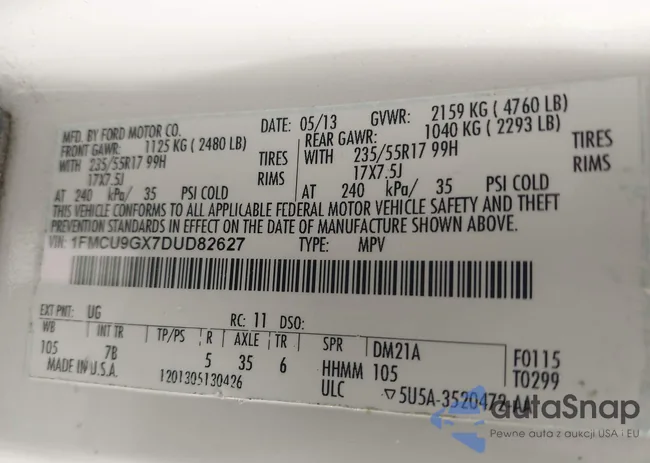 MFD. BY FORD MOTOR CO. DATE: 05/13 GVWR: 2159 KG ( 4760 LB)
FRONT GAWR: 1125 KG ( 2480 LB) REAR GAWR: 1040 KG ( 2293 LB)
WITH 235/55R17 99H TIRES WITH 235/55R17 99H TIRES
17X7.5J RIMS 17X7.5J RIMS
AT 240 kPa/ 35 PSI COLD AT 240 kPa/ 35 PSI COLD
THIS VEHICLE CONFORMS TO ALL APPLICABLE FEDERAL MOTOR VEHICLE SAFETY AND THEFT
PREVENTION STANDARDS IN EFFECT ON THE DATE OF MANUFACTURE SHOWN ABOVE.
VIN: 1FMCU9GX7DUD82627 TYPE: MPV
EXT PNT: UG RC: 11 DSO:
WB INT TR TP/PS R AXLE TR SPR DM21A F0115
105 7B 5 35 6 HHMM 105 T0299
MADE IN U.S.A. 1201305130426 ULC ▽5U5A-3520472-AA
autoSnap
Pewne auta z aukcji USA i EU